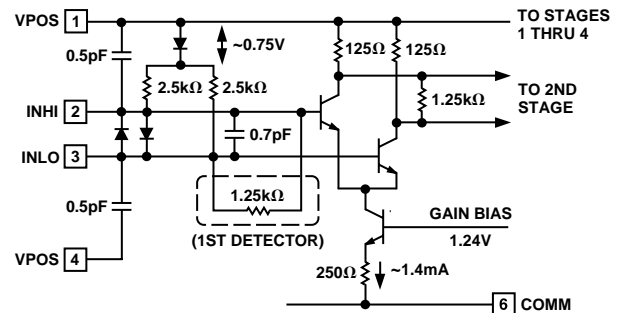 VPOS 1
TO STAGES
1 THRU 4
~0.75V
125Ω
125Ω
0.5pF
2.5kΩ
2.5kΩ
TO 2ND
STAGE
1.25kΩ
INHI 2
0.7pF
INLO 3
1.25kΩ
0.5pF
(1ST DETECTOR)
GAIN BIAS
1.24V
VPOS 4
250Ω
~1.4mA
6 COMM